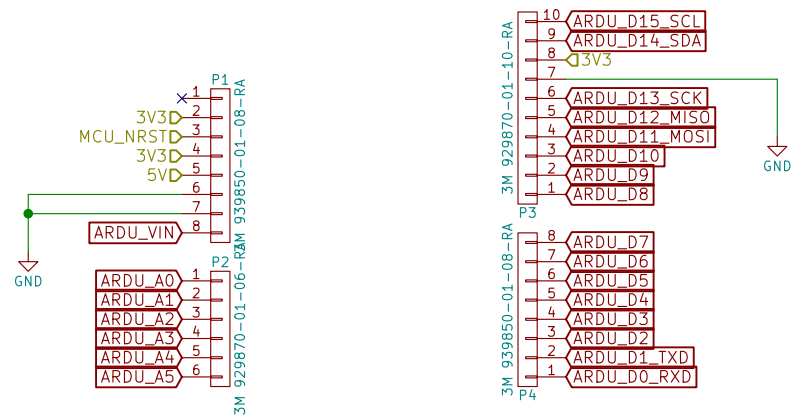 P1
1
3V3 2
MCU_NRST 3
3V3 4
5V 5
6
7
ARDU_VIN 8
3M 939850-01-08-RA
GND
P2
ARDU_A0 1
ARDU_A1 2
ARDU_A2 3
ARDU_A3 4
ARDU_A4 5
ARDU_A5 6
3M 929870-01-06-RA
10 ARDU_D15_SCL
9 ARDU_D14_SDA
8 3V3
7
6 ARDU_D13_SCK
5 ARDU_D12_MISO
4 ARDU_D11_MOSI
3 ARDU_D10
2 ARDU_D9
1 ARDU_D8
3M 929870-01-10-RA
P3
GND
8 ARDU_D7
7 ARDU_D6
6 ARDU_D5
5 ARDU_D4
4 ARDU_D3
3 ARDU_D2
2 ARDU_D1_TXD
1 ARDU_D0_RXD
3M 939850-01-08-RA
P4